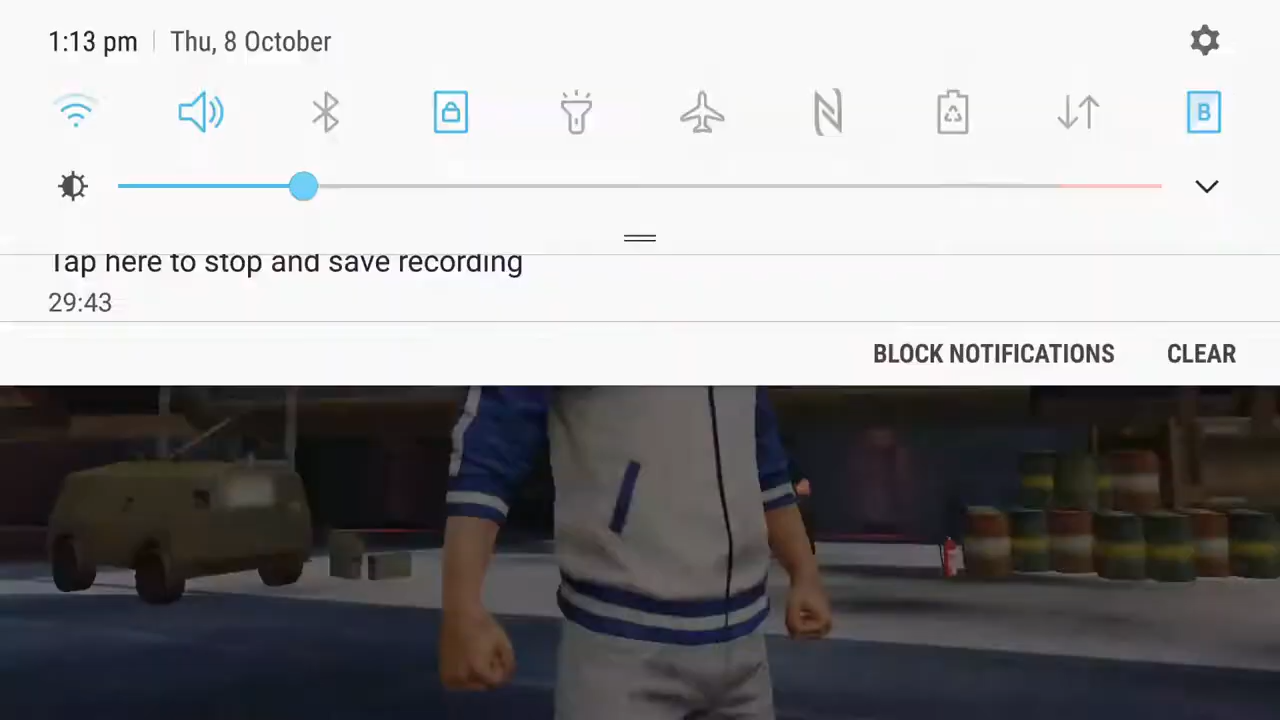 1:13 pm Thu, 8 October
B
Tap here to stop and save recording
29:43
BLOCK NOTIFICATIONS CLEAR